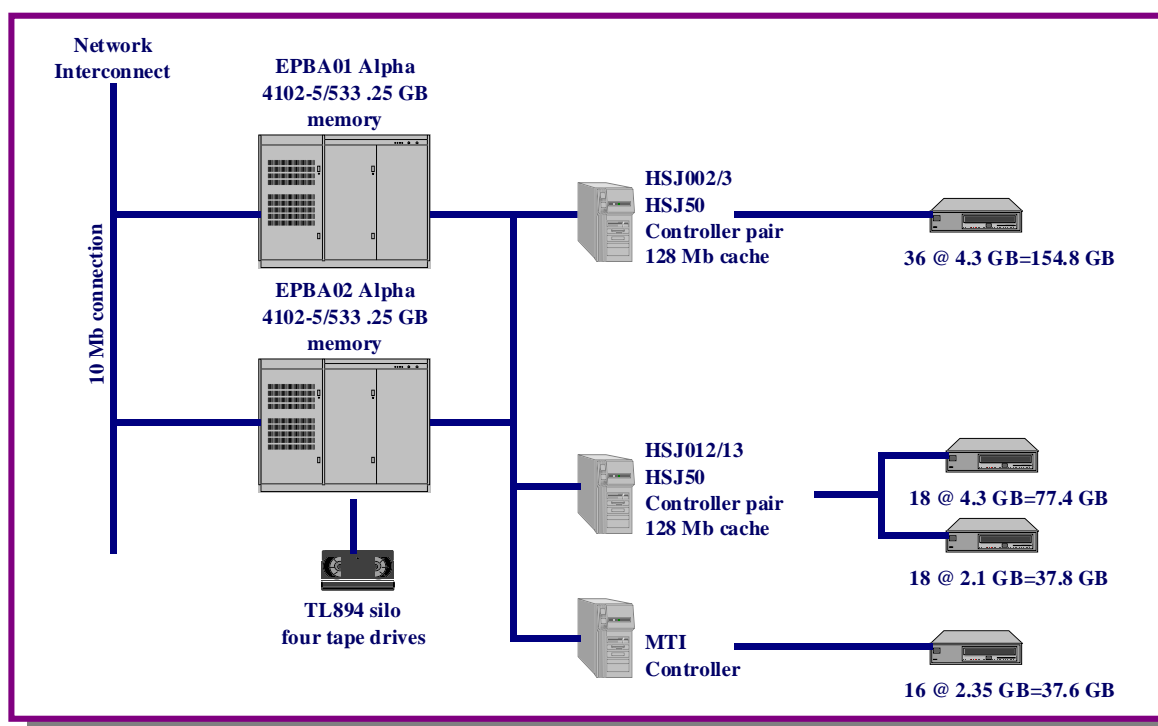 Network
Interconnect
EPBA01 Alpha
4102-5/533 .25 GB
memory
HSJ002/3
HSJ50
Controller pair
128 Mb cache
36 @ 4.3 GB=154.8 GB
10 Mb connection
EPBA02 Alpha
4102-5/533 .25 GB
memory
HSJ012/13
HSJ50
Controller pair
128 Mb cache
18 @ 4.3 GB=77.4 GB
18 @ 2.1 GB=37.8 GB
TL894 silo
four tape drives
MTI
Controller
16 @ 2.35 GB=37.6 GB